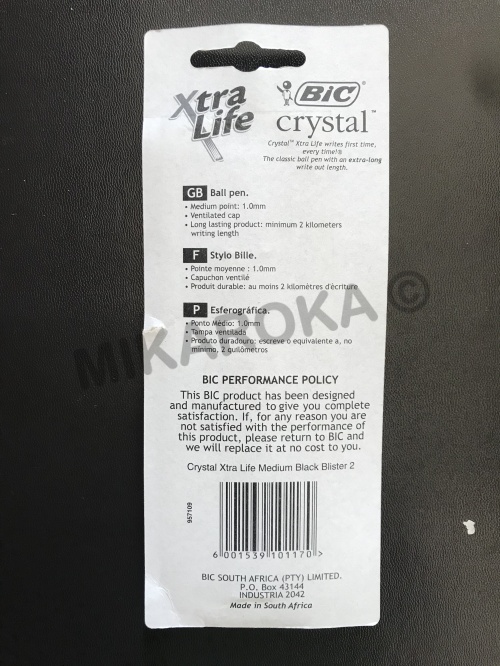 Xtra
Life
BiC
crystal™
Crystal™ Xtra Life writes first time,
every time!®
The classic ball pen with an extra-long
write out length.
GB Ball pen.
• Medium point: 1.0mm
• Ventilated cap
• Long lasting product: minimum 2 kilometers
writing length
F Stylo Bille.
• Pointe moyenne : 1.0mm
• Capuchon ventilé
• Produit durable: au moins 2 kilomètres d'écriture
P Esferográfica.
• Ponto Médio: 1.0mm
• Tampa ventilada
• Produto duradouro: escreve o equivalente a, no
mínimo, 2 quilômetros
MIKAROKA ©
BIC PERFORMANCE POLICY
This BIC product has been designed
and manufactured to give you complete
satisfaction. If, for any reason you are
not satisfied with the performance of
this product, please return to BIC and
we will replace it at no cost to you.
Crystal Xtra Life Medium Black Blister 2
957109
6 001539 101170 >
BIC SOUTH AFRICA (PTY) LIMITED.
P.O. Box 43144
INDUSTRIA 2042
Made in South Africa